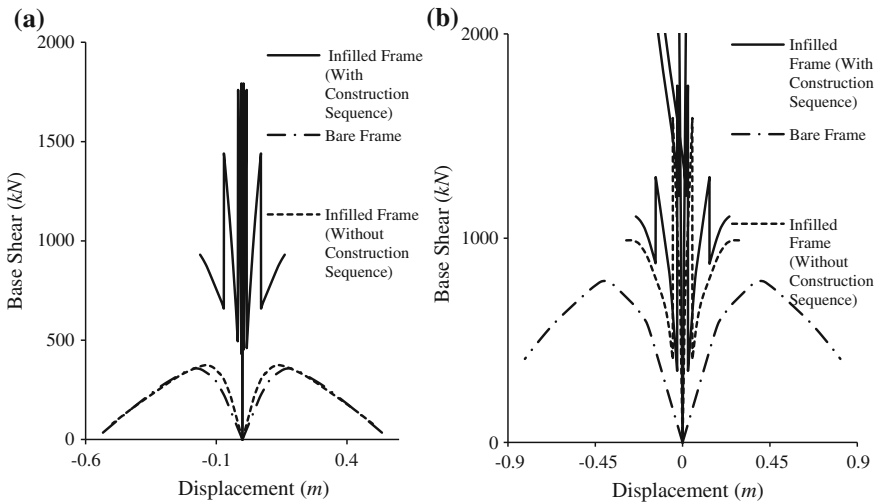 (a)
2000
1500
1000
500
0
-0.6
-0.1
0.4
Base Shear (kN)
Displacement (m)
Infilled Frame
(With
Construction
Sequence)
Bare Frame
Infilled Frame
(Without
Construction
Sequence)
(b)
2000
1000
0
-0.9
-0.45
0
0.45
0.9
Base Shear (kN)
Displacement (m)
Infilled
Frame (With
Construction
Sequence)
Bare Frame
Infilled
Frame
(Without
Construction
Sequence)